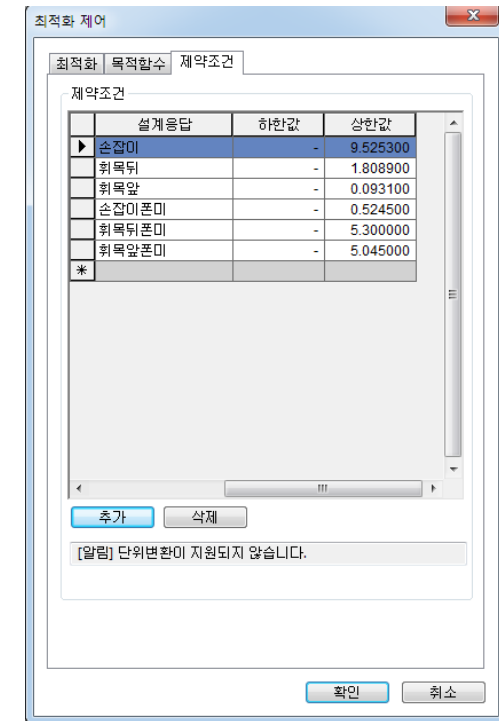 최적화 제어
최적화 목적함수 제약조건
제약조건
설계응답 하한값 상한값
손잡이 - 9.525300
휘목뒤 - 1.808900
휘목앞 - 0.093100
손잡이폰미 - 0.524500
휘목뒤폰미 - 5.300000
휘목앞폰미 - 5.045000
*
추가 삭제
[알림] 단위변환이 지원되지 않습니다.
확인 취소